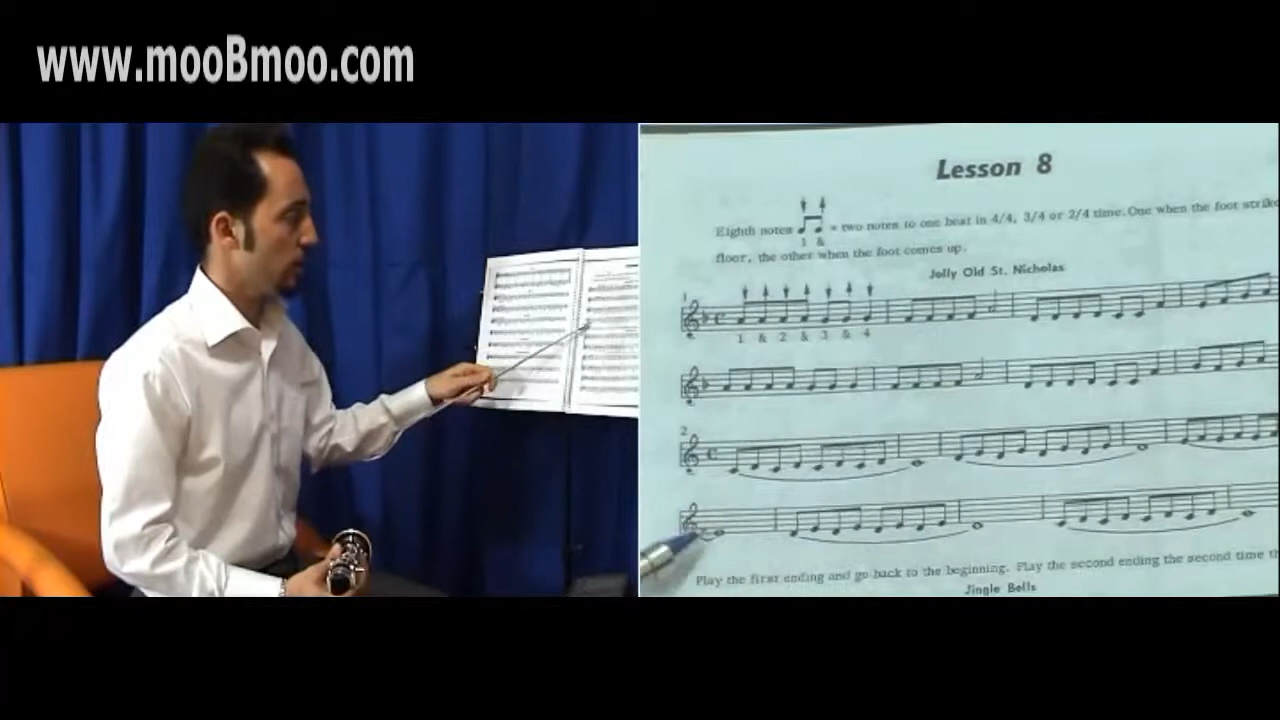 www.mooBmoo.com
Lesson 8
Eighth notes = two notes to one beat in 4/4, 3/4 or 2/4 time. One when the foot strike
1 &
floor, the other when the foot comes up.
Jolly Old St. Nicholas
1
1 & 2 & 3 & 4
2
Play the first ending and go back to the beginning. Play the second ending the second time th
Jingle Bells